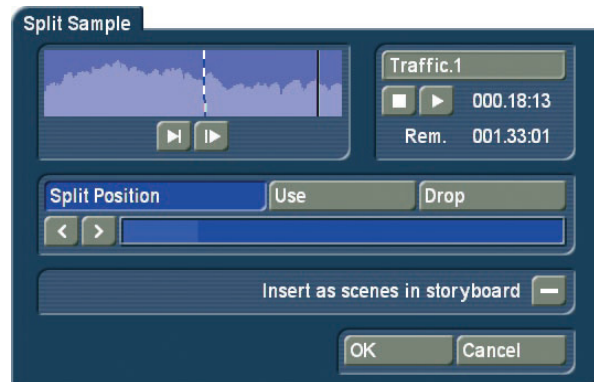 Split Sample
Traffic.1
000.18:13
Rem. 001.33:01
Split Position Use Drop
Insert as scenes in storyboard
OK Cancel